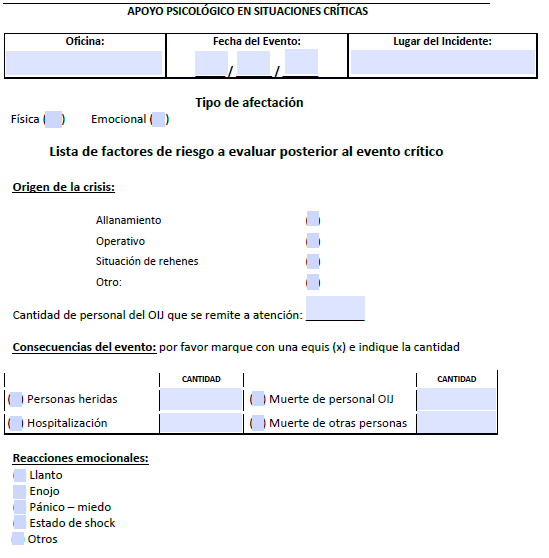 APOYO PSICOLÓGICO EN SITUACIONES CRÍTICAS
Oficina: Fecha del Evento: Lugar del Incidente:
____ / ____ / ____
Tipo de afectación
Física ( ) Emocional ( )
Lista de factores de riesgo a evaluar posterior al evento crítico
Origen de la crisis:
Allanamiento ( )
Operativo ( )
Situación de rehenes ( )
Otro: ( )
Cantidad de personal del OIJ que se remite a atención: __________
Consecuencias del evento: por favor marque con una equis (x) e indique la cantidad
CANTIDAD CANTIDAD
( ) Personas heridas ( ) Muerte de personal OIJ
( ) Hospitalización ( ) Muerte de otras personas
Reacciones emocionales:
( ) Llanto
Enojo
Pánico – miedo
Estado de shock
( ) Otros